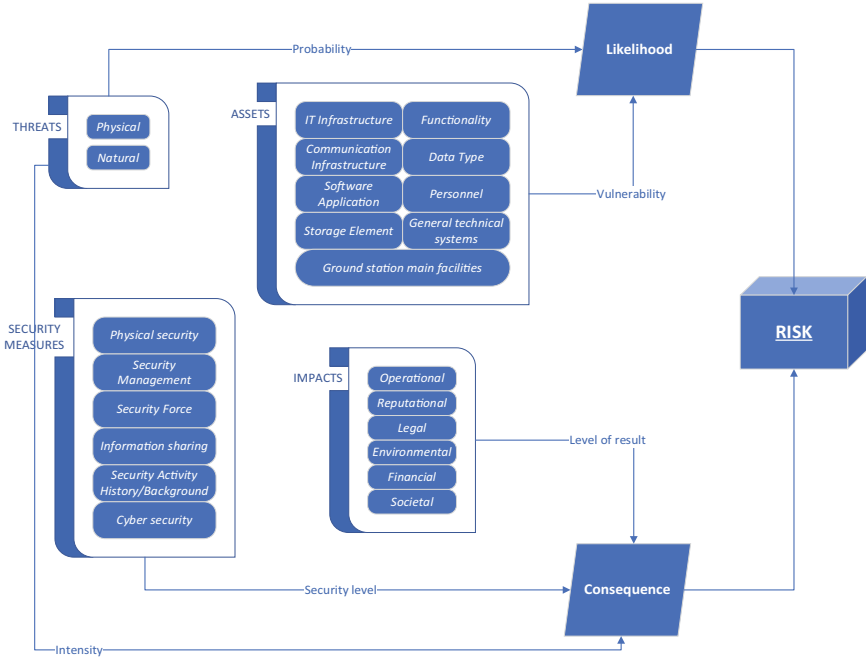 Probability
Likelihood
THREATS
Physical
Natural
ASSETS
IT Infrastructure
Functionality
Communication
Infrastructure
Data Type
Software
Application
Personnel
Storage Element
General technical
systems
Ground station main facilities
Vulnerability
RISK
SECURITY
MEASURES
Physical security
Security
Management
Security Force
Information sharing
Security Activity
History/Background
Cyber security
IMPACTS
Operational
Reputational
Legal
Environmental
Financial
Societal
Level of result
Security level
Consequence
Intensity